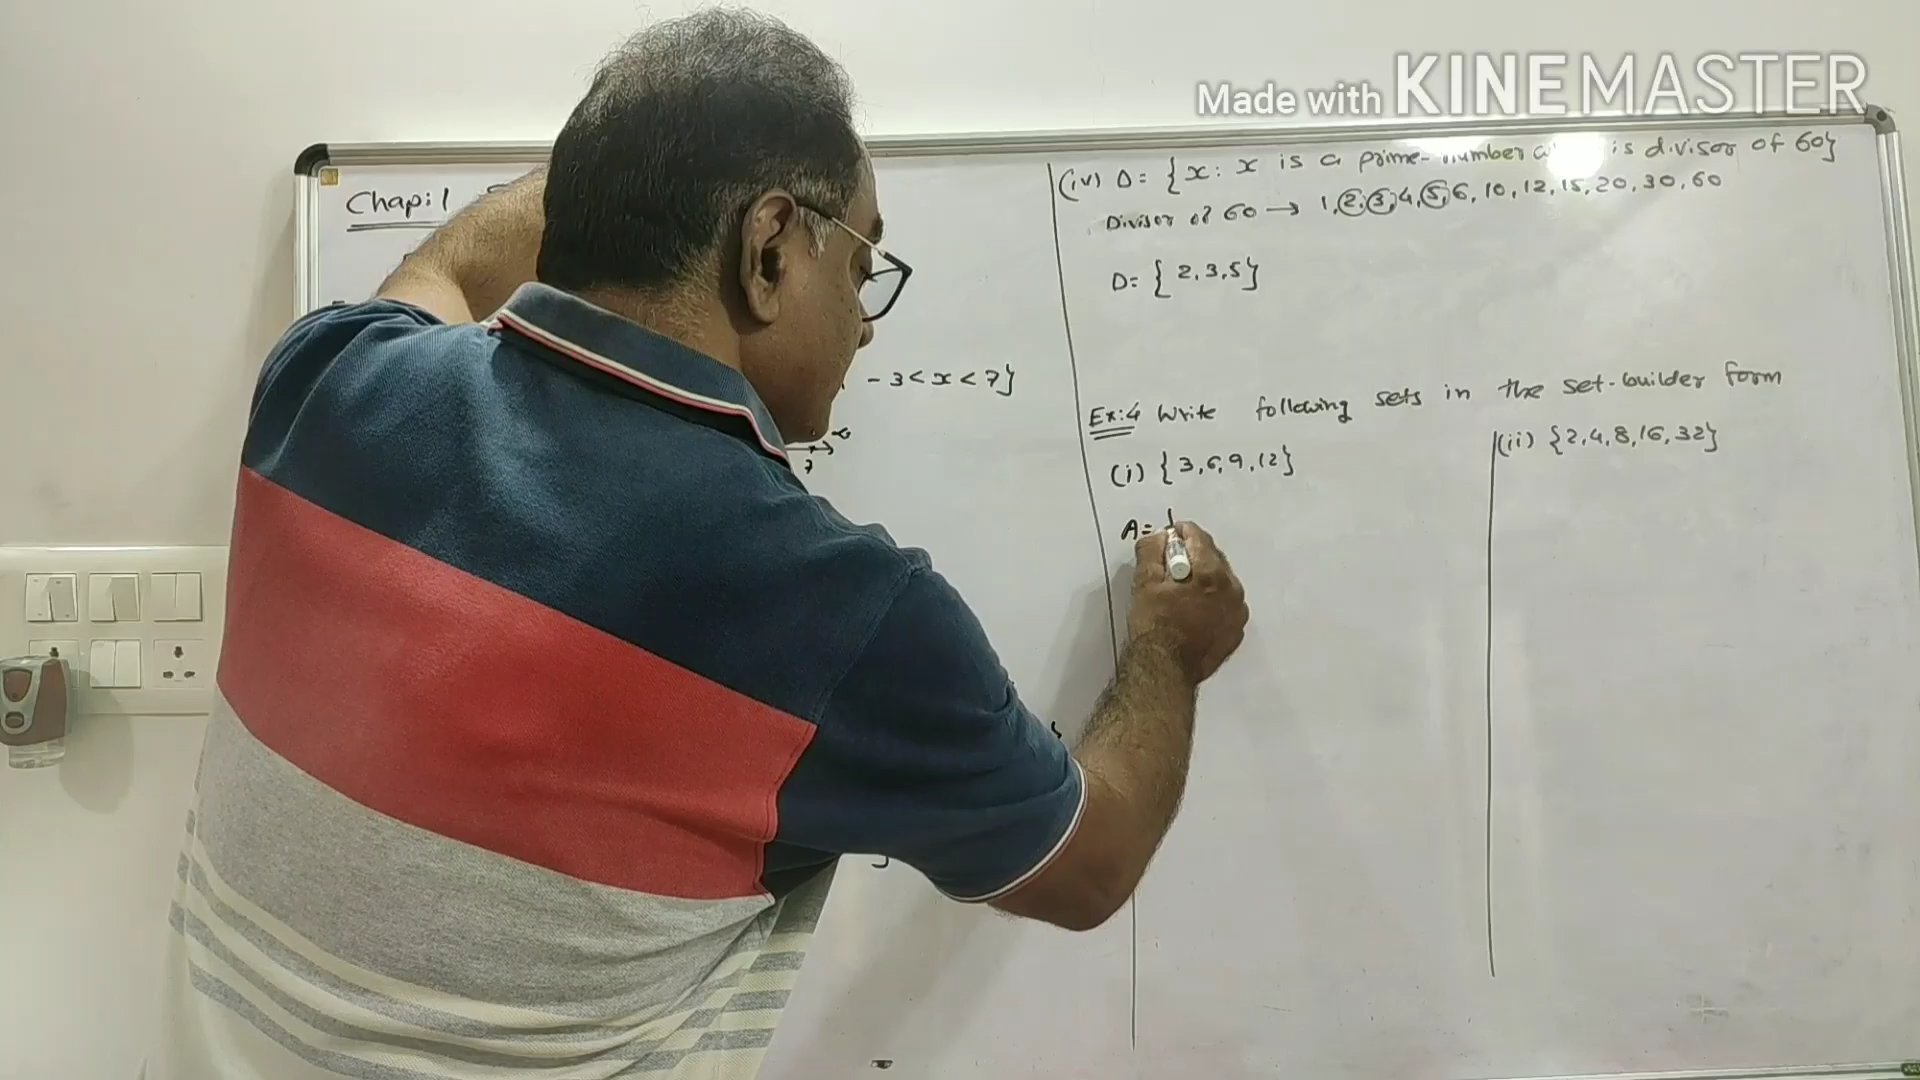 Made with KINEMASTER
Chap:1
- 3 < x < 7}
7
(iv) D = { x : x is a prime number a is divisor of 60}
Divisor of 60 → 1, 2, 3, 4, 5, 6, 10, 12, 15, 20, 30, 60
D = { 2, 3, 5}
Ex:4 Write following sets in the set-builder form
(i) { 3, 6, 9, 12}
(ii) {2, 4, 8, 16, 32}
A = {